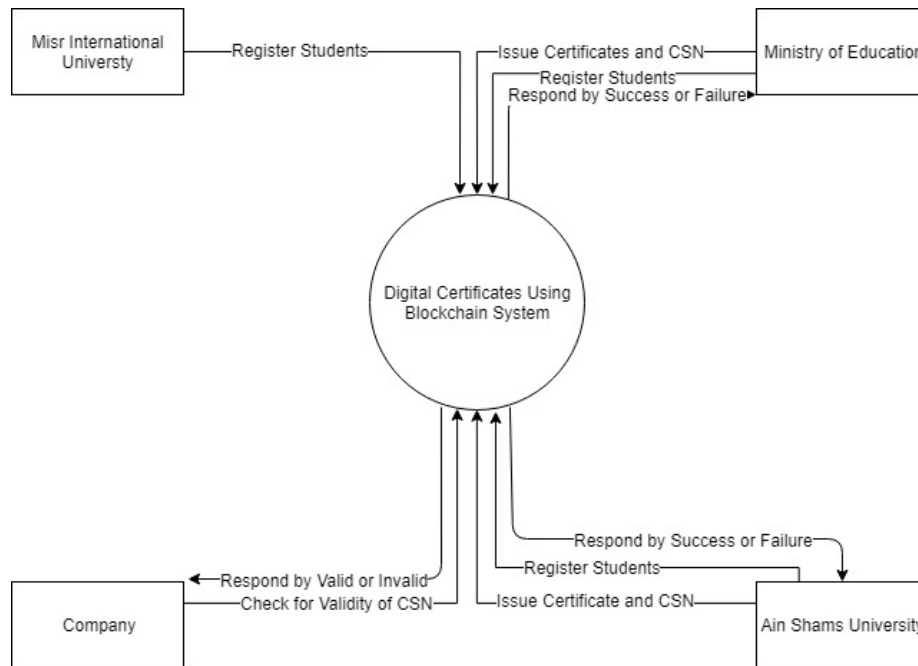 Misr International
Universty
Register Students
Issue Certificates and CSN
Ministry of Education
Register Students
Respond by Success or Failure
Digital Certificates Using
Blockchain System
Respond by Success or Failure
Respond by Valid or Invalid
Register Students
Company
Check for Validity of CSN
Issue Certificate and CSN
Ain Shams University